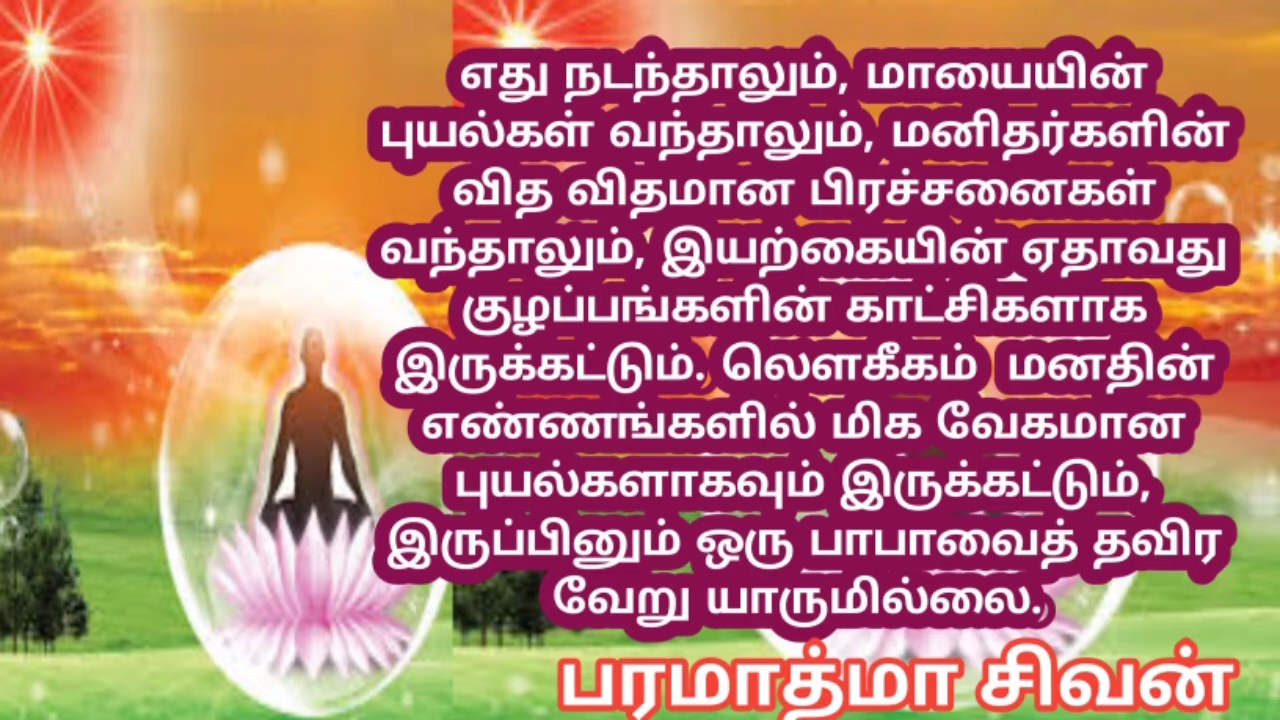 எது நடந்தாலும், மாயையின்
புயல்கள் வந்தாலும், மனிதர்களின்
வித விதமான பிரச்சனைகள்
வந்தாலும், இயற்கையின் ஏதாவது
குழப்பங்களின் காட்சிகளாக
இருக்கட்டும். லௌகீகம் மனதின்
எண்ணங்களில் மிக வேகமான
புயல்களாகவும் இருக்கட்டும்,
இருப்பினும் ஒரு பாபாவைத் தவிர
வேறு யாருமில்லை.
பரமாத்மா சிவன்